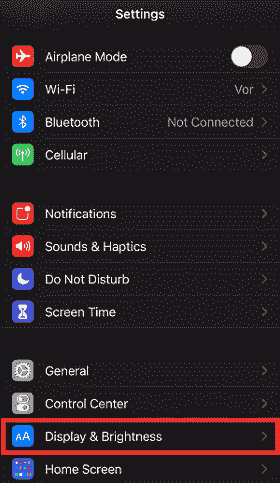 Settings
Airplane Mode
Wi-Fi Vor
Bluetooth Not Connected
Cellular
Notifications
Sounds & Haptics
Do Not Disturb
Screen Time
General
Control Center
AA Display & Brightness
Home Screen